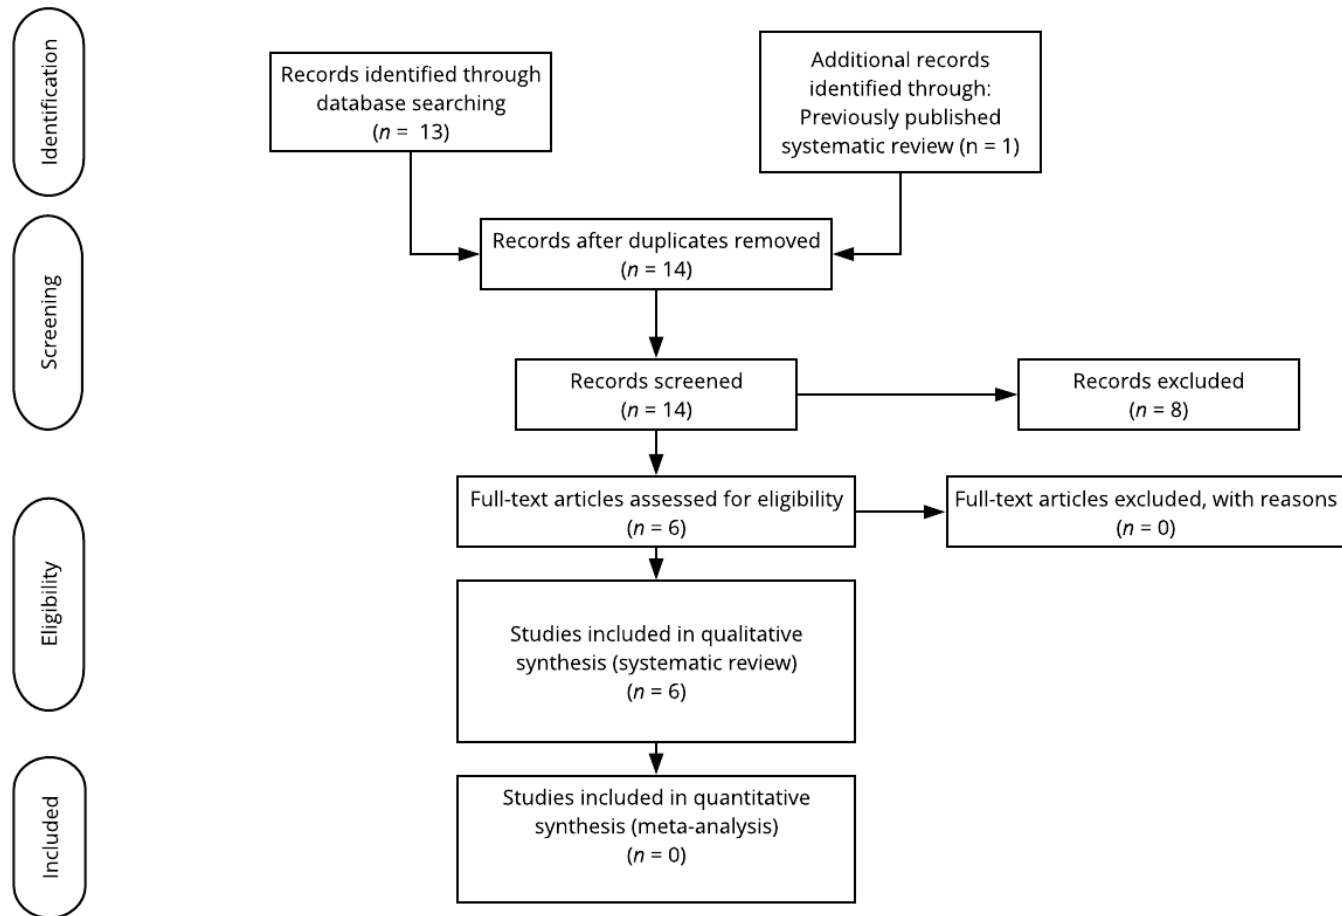 Identification
Records identified through
database searching
(n = 13)
Additional records
identified through:
Previously published
systematic review (n = 1)
Screening
Records after duplicates removed
(n = 14)
Records screened
(n = 14)
Records excluded
(n = 8)
Eligibility
Full-text articles assessed for eligibility
(n = 6)
Full-text articles excluded, with reasons
(n = 0)
Studies included in qualitative
synthesis (systematic review)
(n = 6)
Included
Studies included in quantitative
synthesis (meta-analysis)
(n = 0)